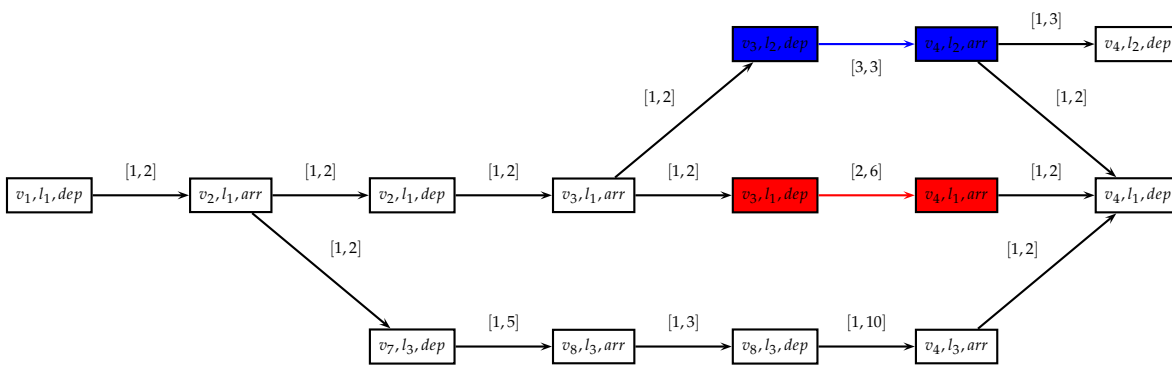 [1, 3]
v₃, l₂, dep
v₄, l₂, arr
v₄, l₂, dep
[3, 3]
[1, 2]
[1, 2]
[1, 2]
[1, 2]
[1, 2]
[1, 2]
[2, 6]
[1, 2]
v₁, l₁, dep
v₂, l₁, arr
v₂, l₁, dep
v₃, l₁, arr
v₃, l₁, dep
v₄, l₁, arr
v₄, l₁, dep
[1, 2]
[1, 2]
[1, 5]
[1, 3]
[1, 10]
v₇, l₃, dep
v₈, l₃, arr
v₈, l₃, dep
v₄, l₃, arr